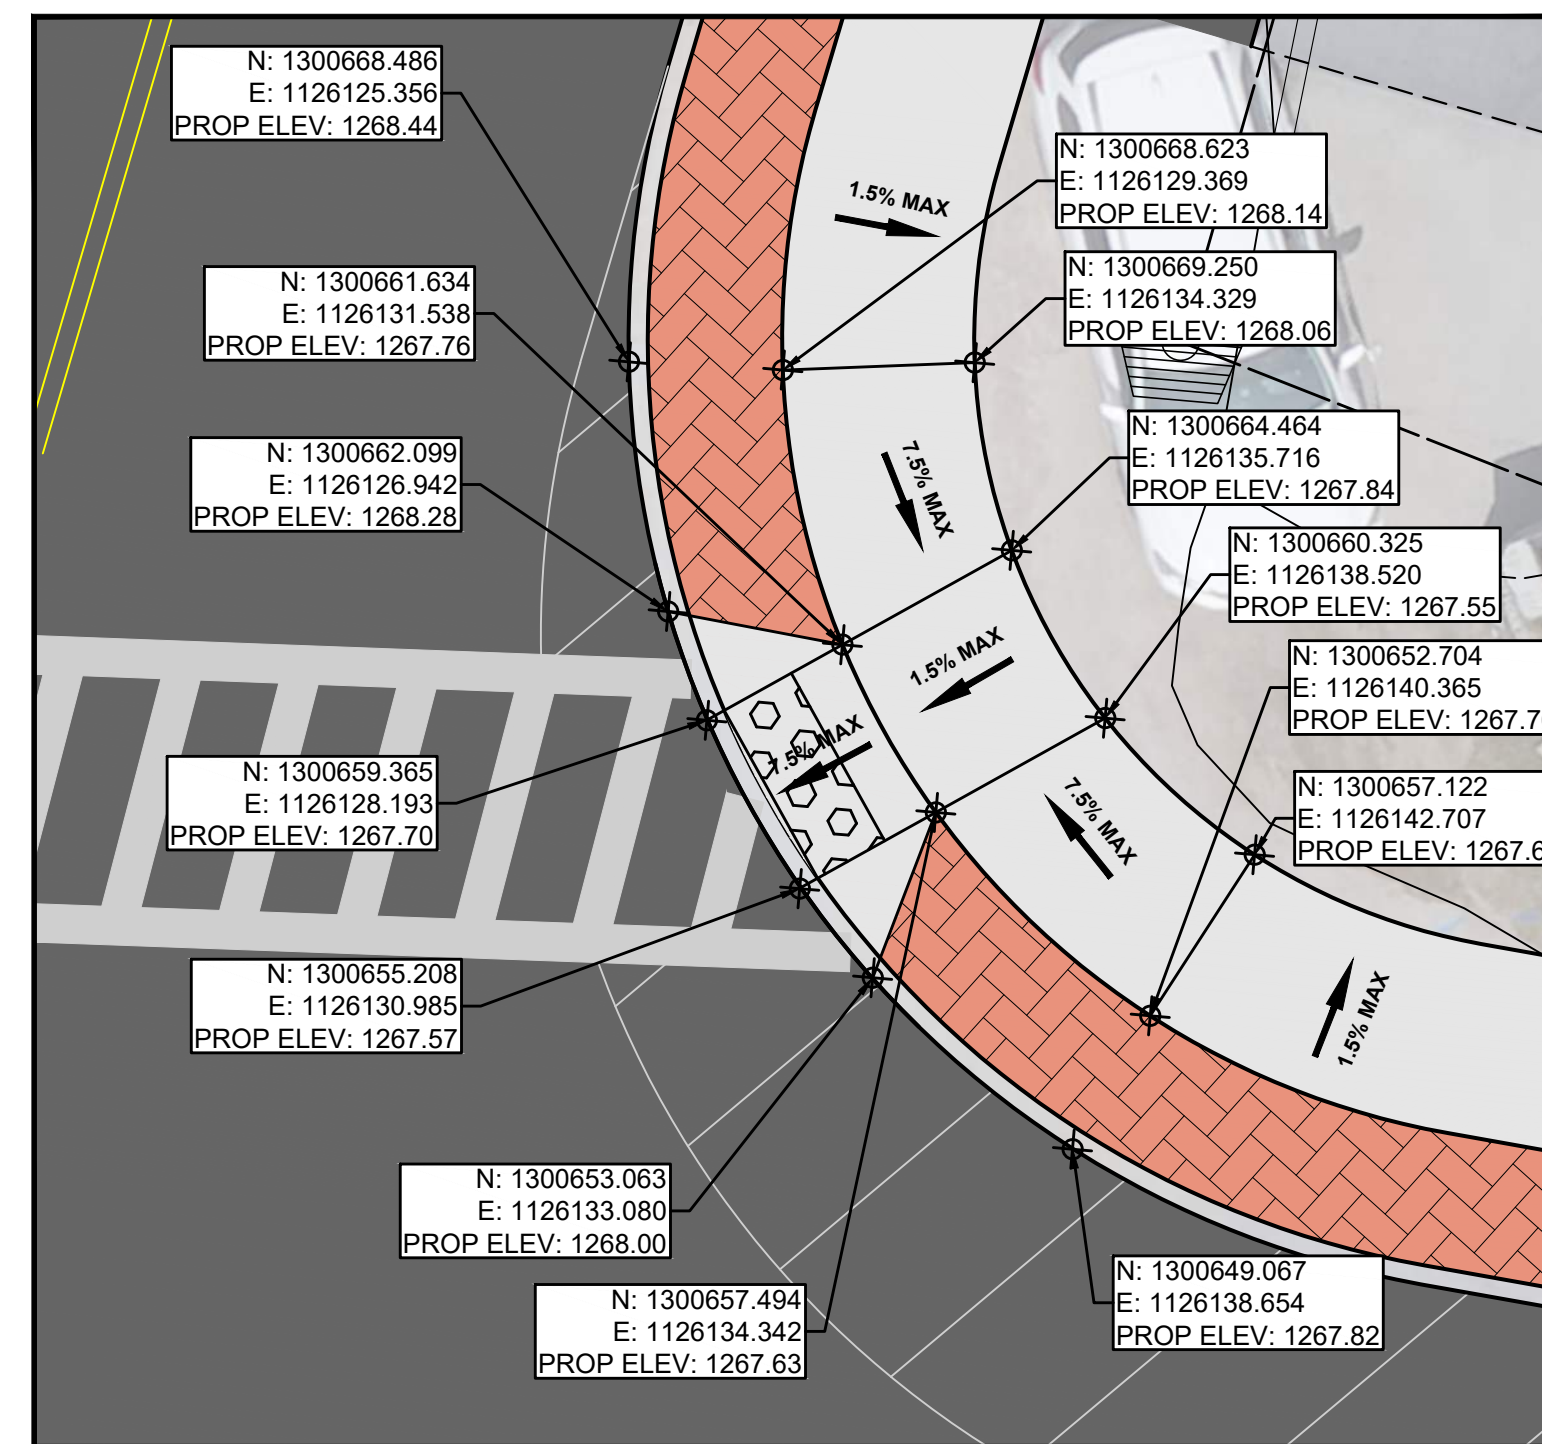 N: 1300668.486
E: 1126125.356
PROP ELEV: 1268.44
N: 1300668.623
E: 1126129.369
PROP ELEV: 1268.14
1.5% MAX
N: 1300669.250
E: 1126134.329
PROP ELEV: 1268.06
N: 1300661.634
E: 1126131.538
PROP ELEV: 1267.76
N: 1300664.464
E: 1126135.716
PROP ELEV: 1267.84
N: 1300662.099
E: 1126126.942
PROP ELEV: 1268.28
7.5% MAX
N: 1300660.325
E: 1126138.520
PROP ELEV: 1267.55
1.5% MAX
N: 1300652.704
E: 1126140.365
PROP ELEV:
7.5% MAX
N: 1300659.365
E: 1126128.193
PROP ELEV: 1267.70
7.5% MAX
N: 1300657.122
E: 1126142.707
PROP ELEV:
N: 1300655.208
E: 1126130.985
PROP ELEV: 1267.57
1.5% MAX
N: 1300653.063
E: 1126133.080
PROP ELEV: 1268.00
N: 1300649.067
E: 1126138.654
PROP ELEV: 1267.82
N: 1300657.494
E: 1126134.342
PROP ELEV: 1267.63